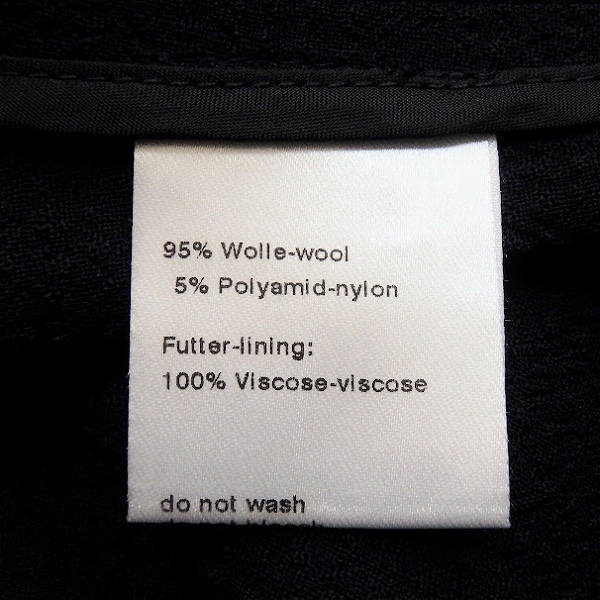 95% Wolle-wool
5% Polyamid-nylon
Futter-lining:
100% Viscose-viscose
do not wash